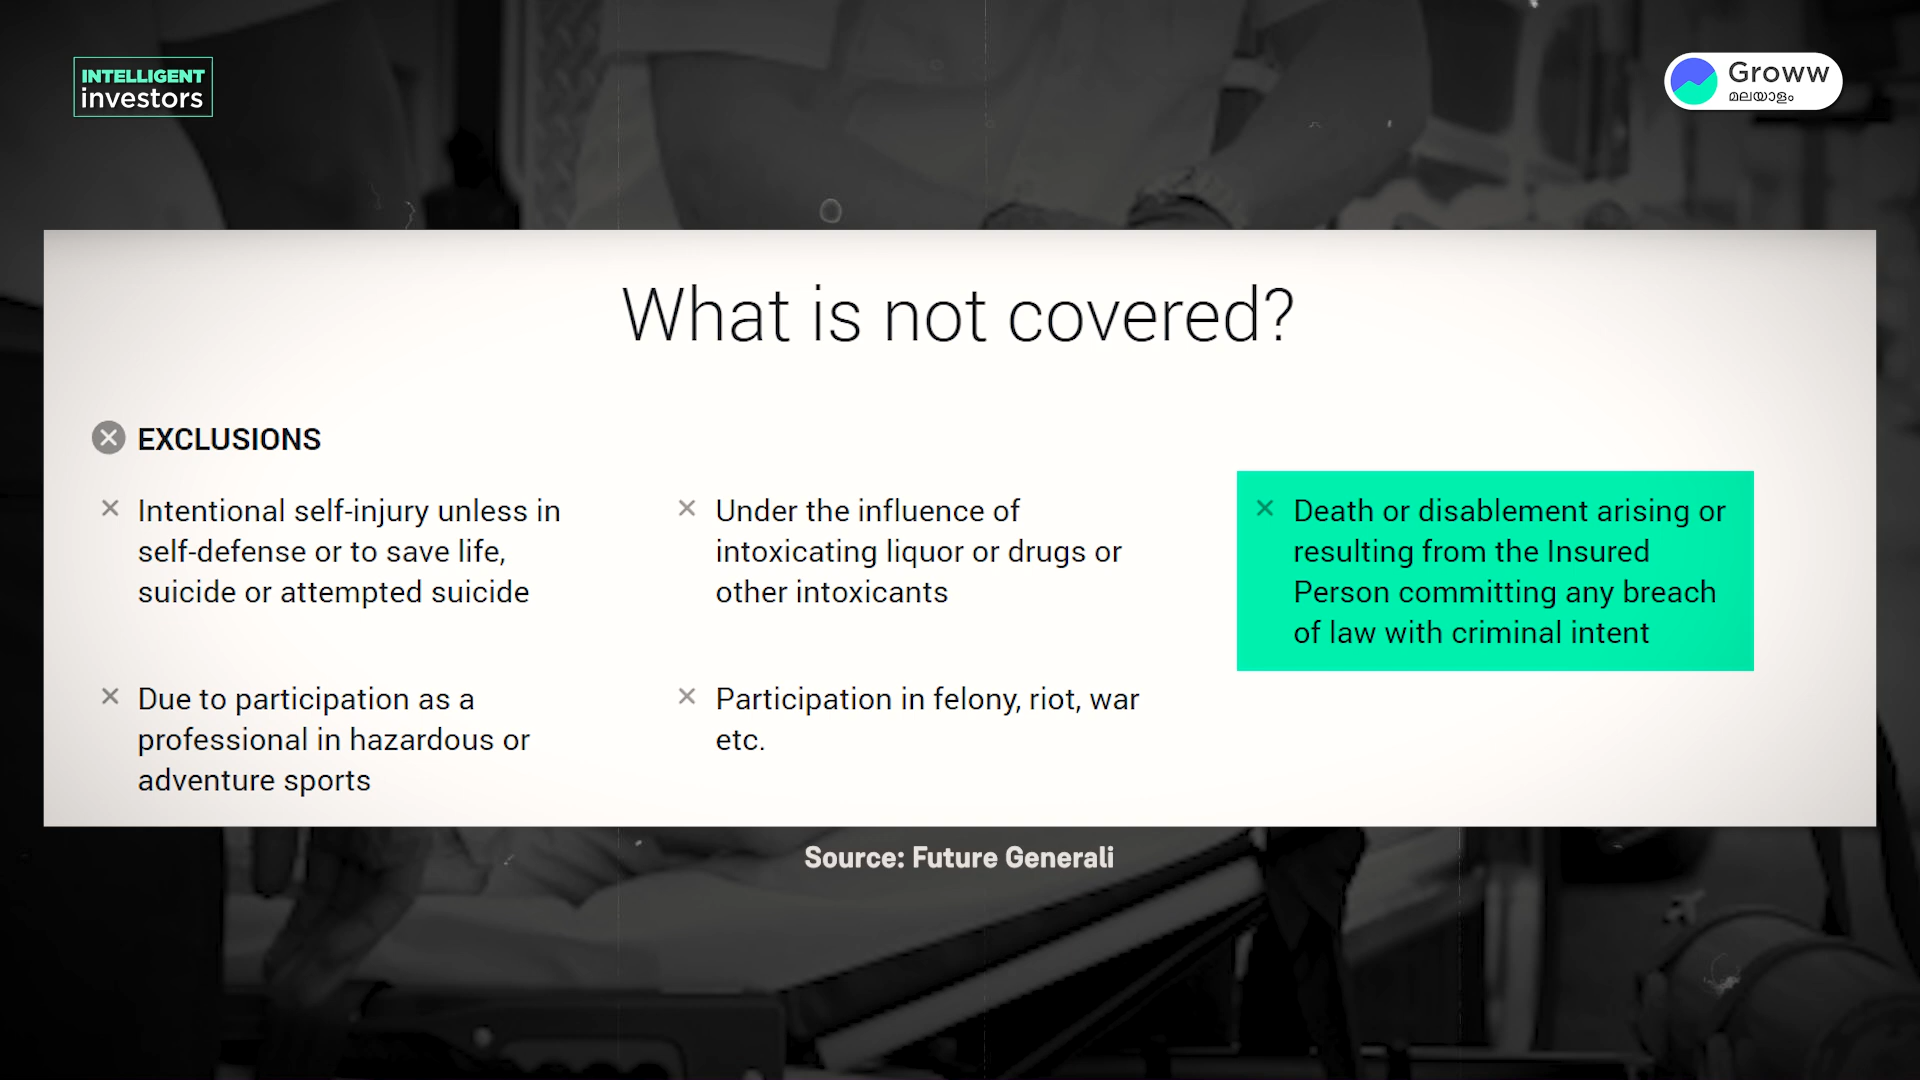 INTELLIGENT
investors
Groww
മലയാളം
What is not covered?
EXCLUSIONS
Intentional self-injury unless in
self-defense or to save life,
suicide or attempted suicide
Under the influence of
intoxicating liquor or drugs or
other intoxicants
Death or disablement arising or
resulting from the Insured
Person committing any breach
of law with criminal intent
Due to participation as a
professional in hazardous or
adventure sports
Participation in felony, riot, war
etc.
Source: Future Generali